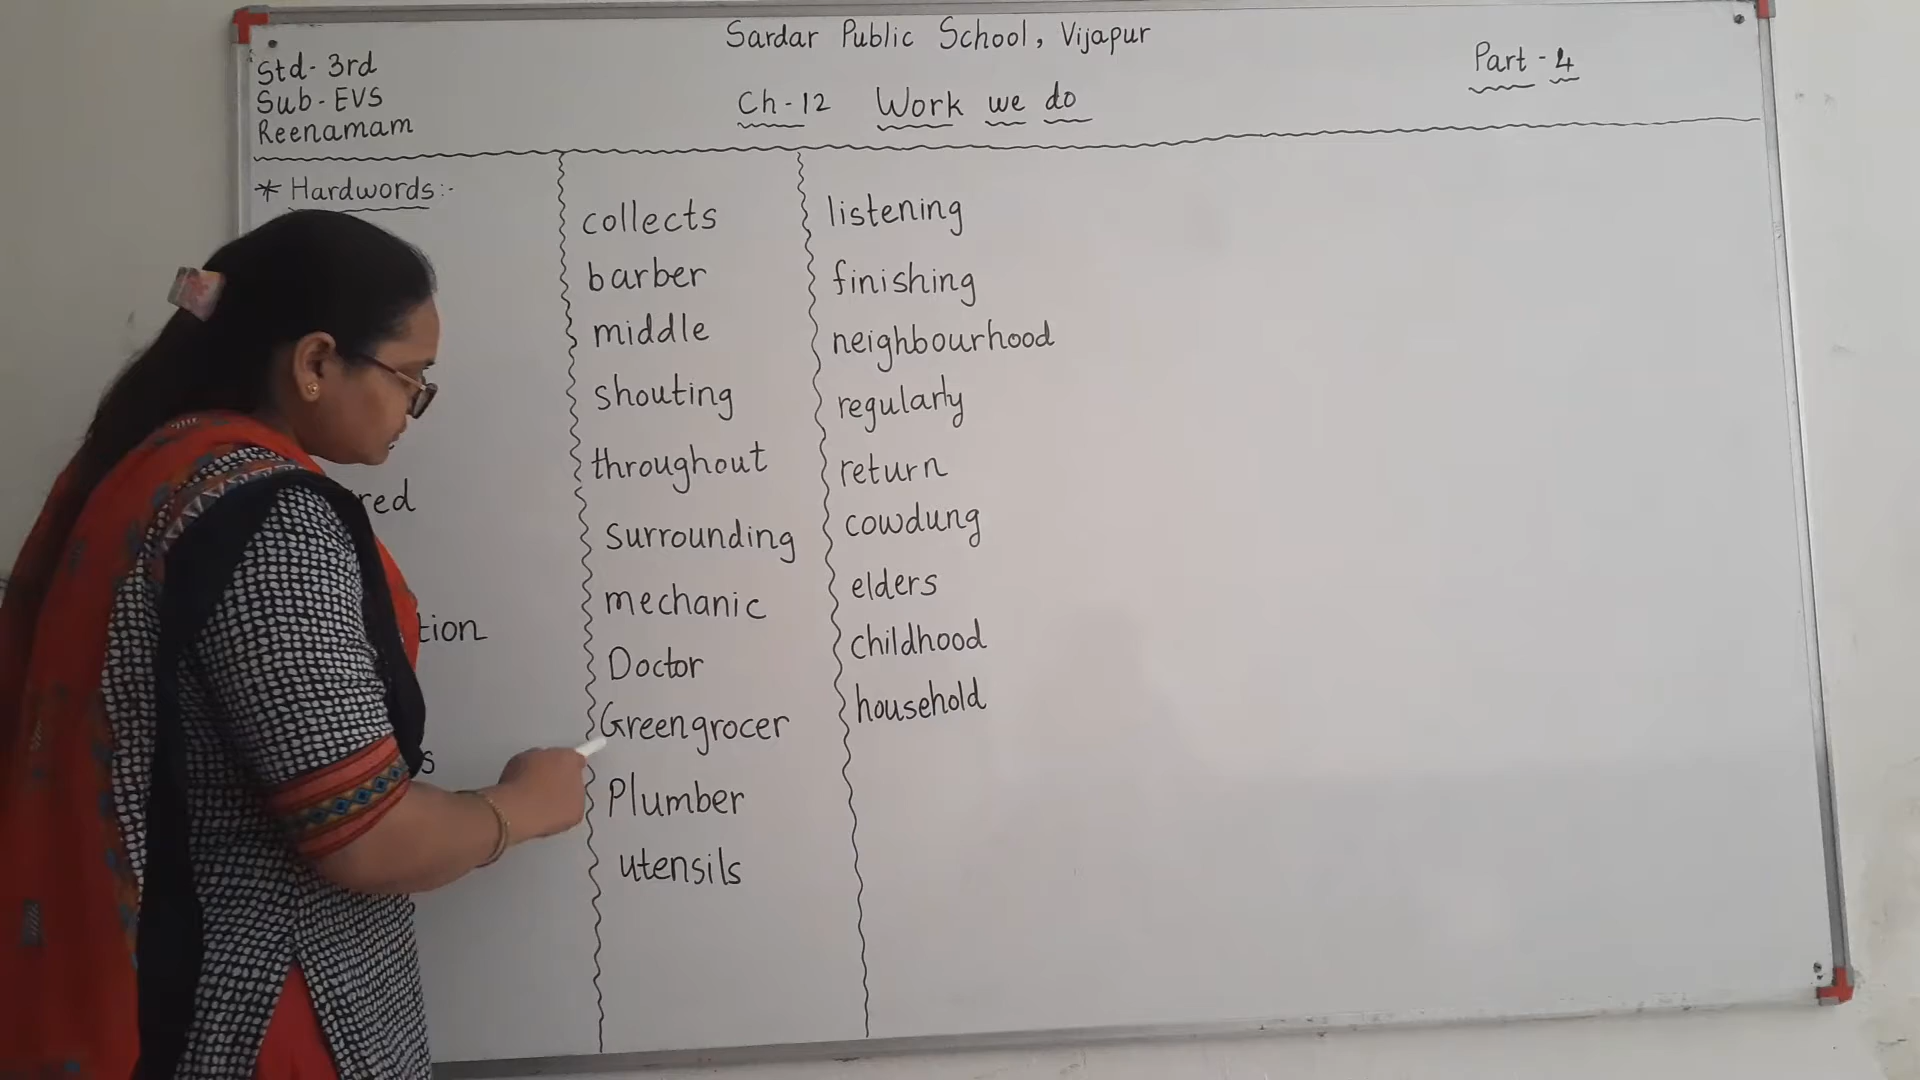 Sardar Public School, Vijapur
Std- 3rd
Sub- EVS
Reenamam
Ch-12 Work we do
Part-4
* Hardwords:-
collects
barber
middle
shouting
throughout
surrounding
mechanic
Doctor
Greengrocer
Plumber
utensils
listening
finishing
neighbourhood
regularly
return
cowdung
elders
childhood
household